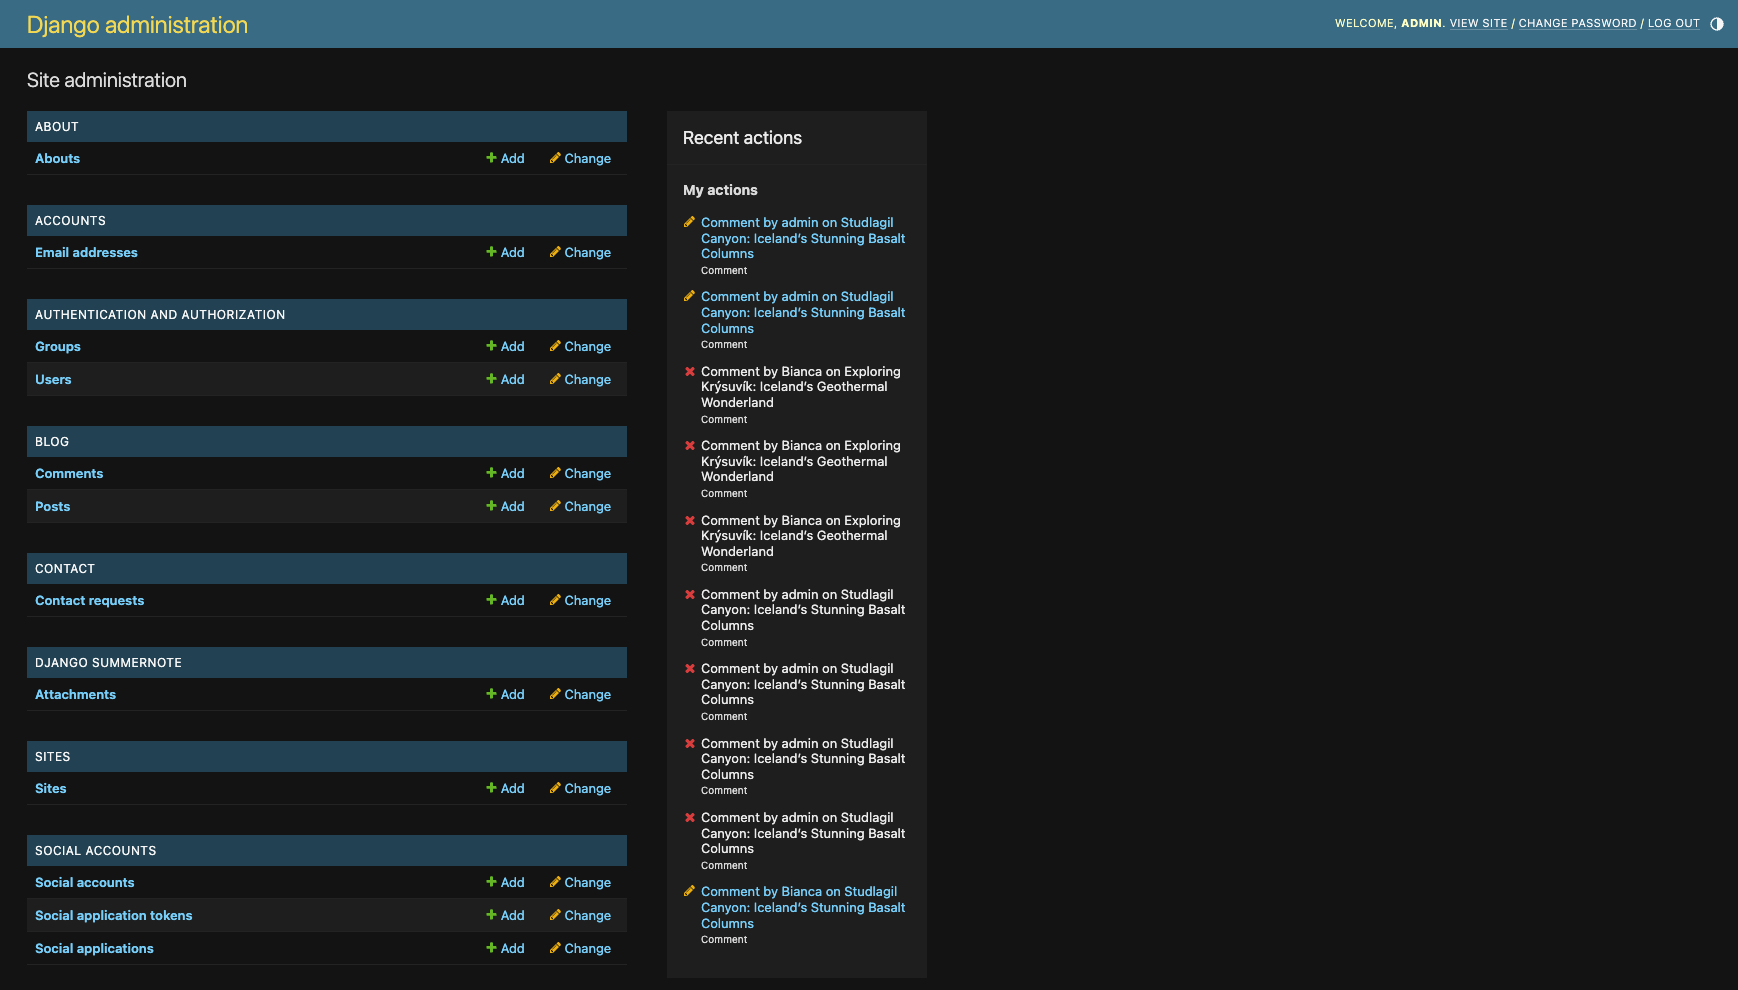 Django administration
WELCOME, ADMIN. VIEW SITE / CHANGE PASSWORD / LOG OUT
Site administration
ABOUT
Abouts Add Change
ACCOUNTS
Email addresses Add Change
AUTHENTICATION AND AUTHORIZATION
Groups Add Change
Users Add Change
BLOG
Comments Add Change
Posts Add Change
CONTACT
Contact requests Add Change
DJANGO SUMMERNOTE
Attachments Add Change
SITES
Sites Add Change
SOCIAL ACCOUNTS
Social accounts Add Change
Social application tokens Add Change
Social applications Add Change
Recent actions
My actions
Comment by admin on Studlagil
Canyon: Iceland’s Stunning Basalt
Columns
Comment
Comment by admin on Studlagil
Canyon: Iceland’s Stunning Basalt
Columns
Comment
Comment by Bianca on Exploring
Krýsuvík: Iceland’s Geothermal
Wonderland
Comment
Comment by Bianca on Exploring
Krýsuvík: Iceland’s Geothermal
Wonderland
Comment
Comment by Bianca on Exploring
Krýsuvík: Iceland’s Geothermal
Wonderland
Comment
Comment by admin on Studlagil
Canyon: Iceland’s Stunning Basalt
Columns
Comment
Comment by admin on Studlagil
Canyon: Iceland’s Stunning Basalt
Columns
Comment
Comment by admin on Studlagil
Canyon: Iceland’s Stunning Basalt
Columns
Comment
Comment by admin on Studlagil
Canyon: Iceland’s Stunning Basalt
Columns
Comment
Comment by Bianca on Studlagil
Canyon: Iceland’s Stunning Basalt
Columns
Comment